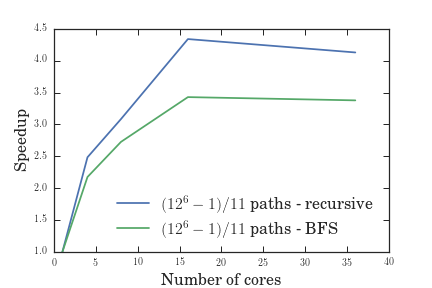 4.5
4.0
3.5
3.0
2.5
2.0
1.5
1.0
Speedup
(12^6 − 1)/11 paths - recursive
(12^6 − 1)/11 paths - BFS
0 5 10 15 20 25 30 35 40
Number of cores